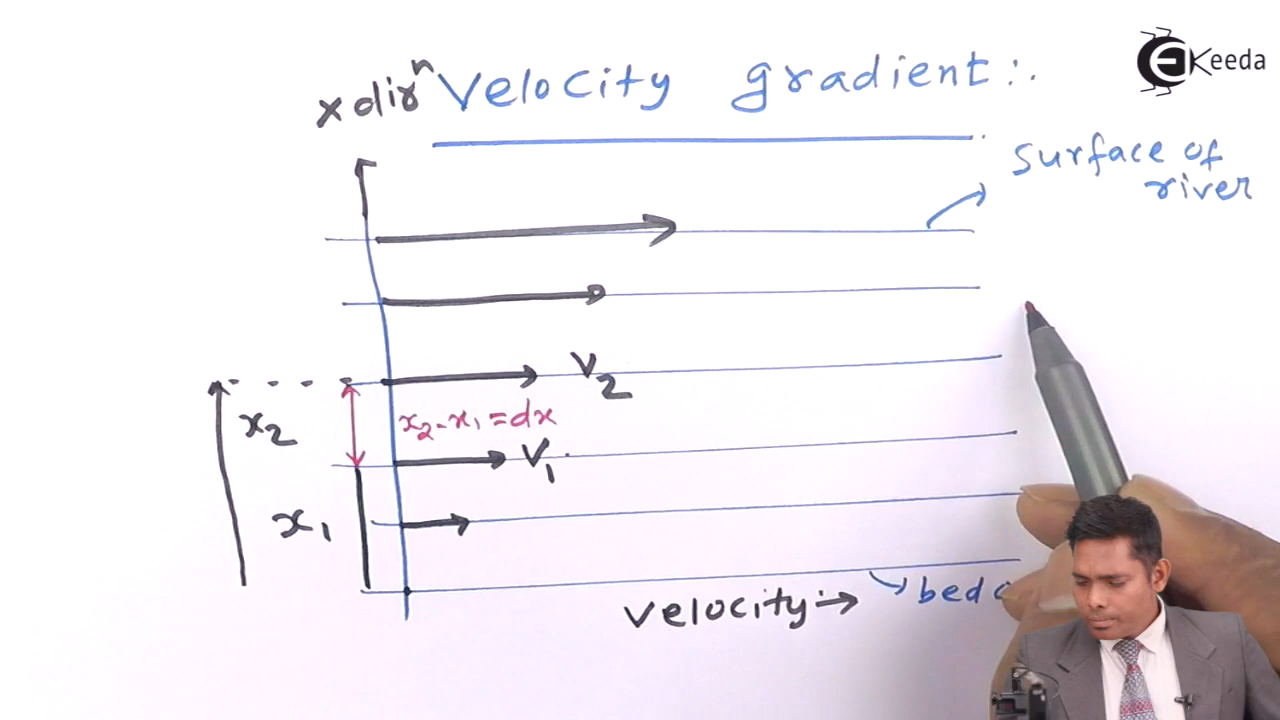 x dirⁿ Velocity gradient:.
Keeda
Surface of
river
V₂
x₂
x₂-x₁=dx
V₁
x₁
velocity:→
bed